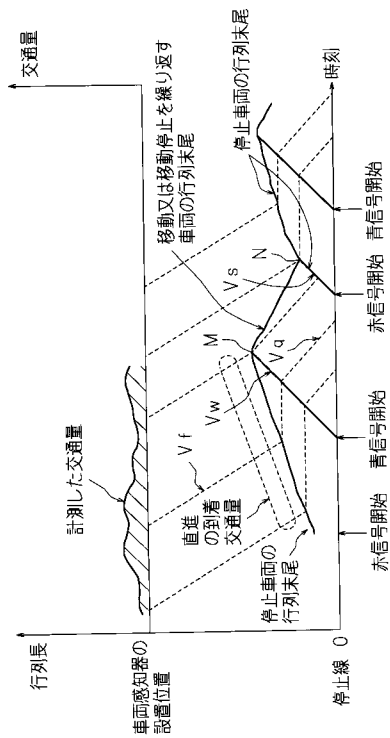 行列長
交通量
計測した交通量
車両感知器の
設置位置
Vf
直進
の到着
交通量
移動又は移動停止を繰り返す
車両の行列末尾
停止車両の行列末尾
M
Vw
Vs
N
Vq
停止車両の
行列末尾
停止線 0
時刻
赤信号開始
青信号開始
赤信号開始
青信号開始